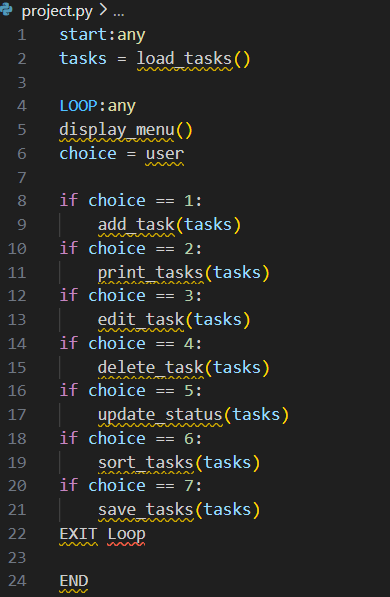 project.py > ...
1 start:any
2 tasks = load_tasks()
3
4 LOOP:any
5 display_menu()
6 choice = user
7
8 if choice == 1:
9     add_task(tasks)
10 if choice == 2:
11     print_tasks(tasks)
12 if choice == 3:
13     edit_task(tasks)
14 if choice == 4:
15     delete_task(tasks)
16 if choice == 5:
17     update_status(tasks)
18 if choice == 6:
19     sort_tasks(tasks)
20 if choice == 7:
21     save_tasks(tasks)
22 EXIT Loop
23
24 END